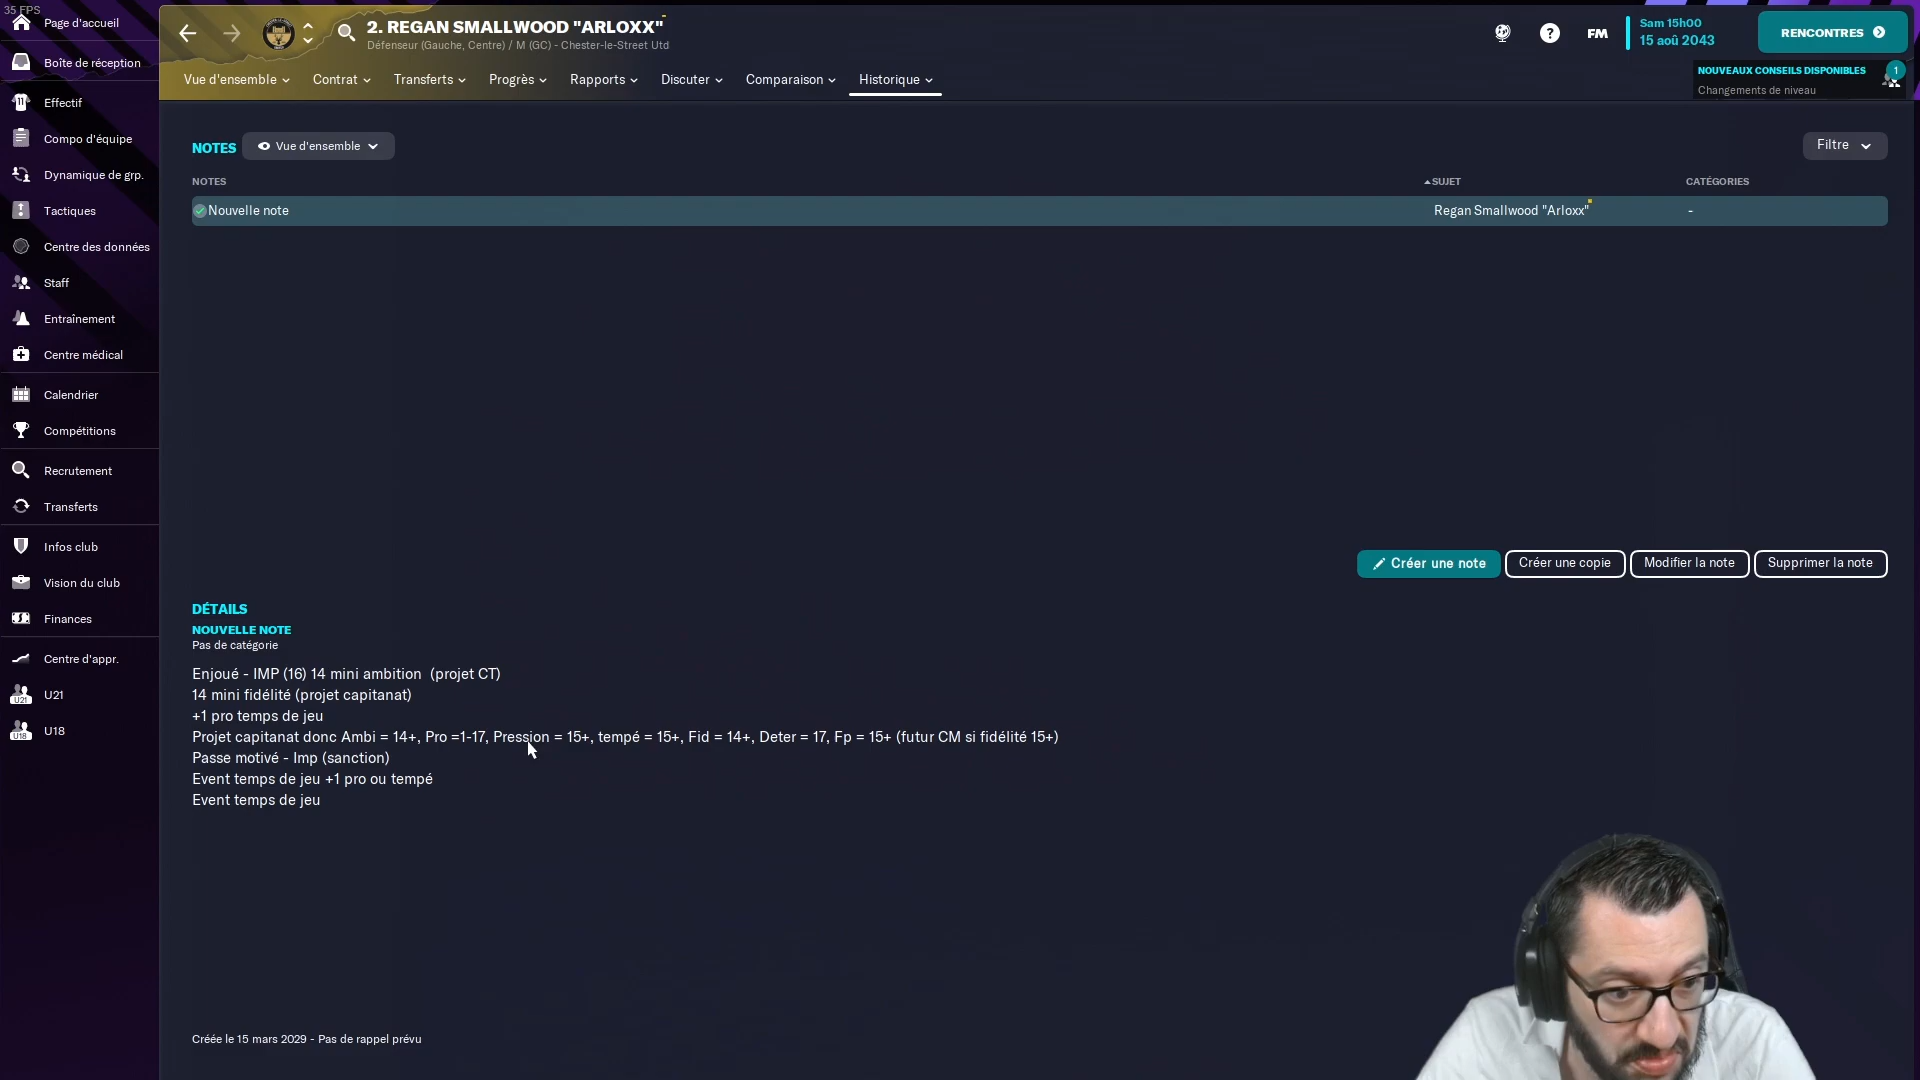 35 FPS
Page d'accueil
Boîte de réception
Effectif
Compo d'équipe
Dynamique de grp.
Tactiques
Centre des données
Staff
Entraînement
Centre médical
Calendrier
Compétitions
Recrutement
Transferts
Infos club
Vision du club
Finances
Centre d'appr.
U21
U21
U18
U18
2. REGAN SMALLWOOD "ARLOXX"
Défenseur (Gauche, Centre) / M (GC) - Chester-le-Street Utd
?
FM
Sam 15h00
15 aoû 2043
RENCONTRES
Vue d'ensemble
Contrat
Transferts
Progrès
Rapports
Discuter
Comparaison
Historique
NOUVEAUX CONSEILS DISPONIBLES
1
Changements de niveau
NOTES
Vue d'ensemble
Filtre
NOTES
SUJET
CATÉGORIES
Nouvelle note
Regan Smallwood "Arloxx"
-
Créer une note
Créer une copie
Modifier la note
Supprimer la note
DÉTAILS
NOUVELLE NOTE
Pas de catégorie
Enjoué - IMP (16) 14 mini ambition  (projet CT)
14 mini fidélité (projet capitanat)
+1 pro temps de jeu
Projet capitanat donc Ambi = 14+, Pro =1-17, Pression = 15+, tempé = 15+, Fid = 14+, Deter = 17, Fp = 15+ (futur CM si fidélité 15+)
Passe motivé - Imp (sanction)
Event temps de jeu +1 pro ou tempé
Event temps de jeu
Créée le 15 mars 2029 - Pas de rappel prévu